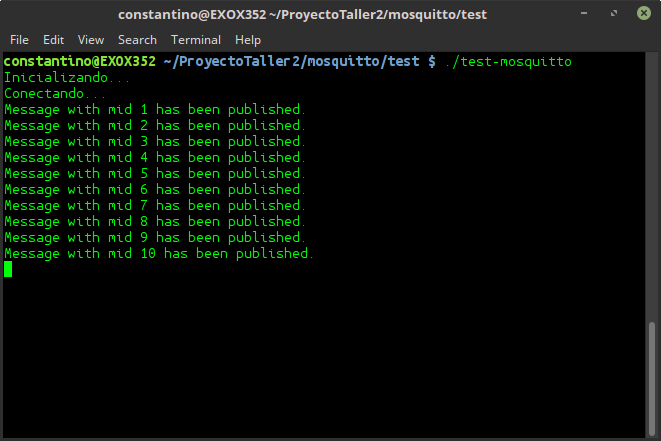 constantino@EXOX352 ~/ProyectoTaller2/mosquitto/test
File Edit View Search Terminal Help
constantino@EXOX352 ~/ProyectoTaller2/mosquitto/test $ ./test-mosquitto
Inicializando...
Conectando...
Message with mid 1 has been published.
Message with mid 2 has been published.
Message with mid 3 has been published.
Message with mid 4 has been published.
Message with mid 5 has been published.
Message with mid 6 has been published.
Message with mid 7 has been published.
Message with mid 8 has been published.
Message with mid 9 has been published.
Message with mid 10 has been published.